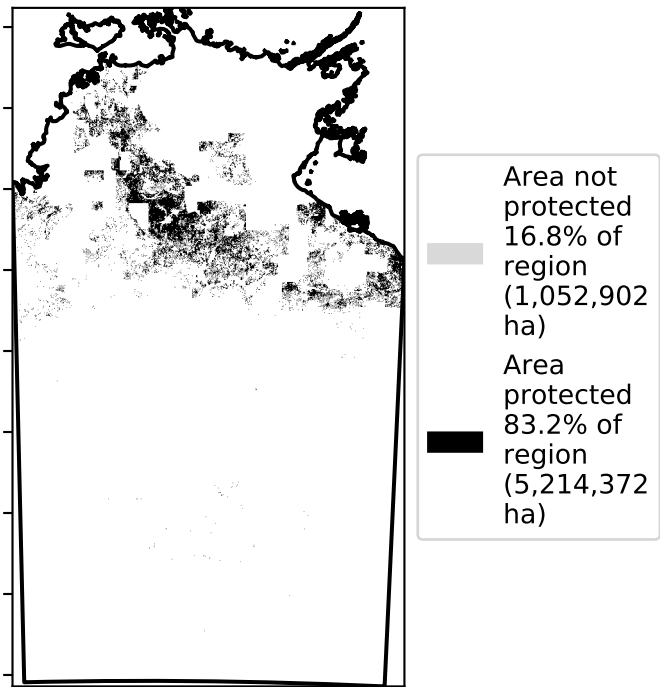 Area not
protected
16.8% of
region
(1,052,902
ha)
Area
protected
83.2% of
region
(5,214,372
ha)